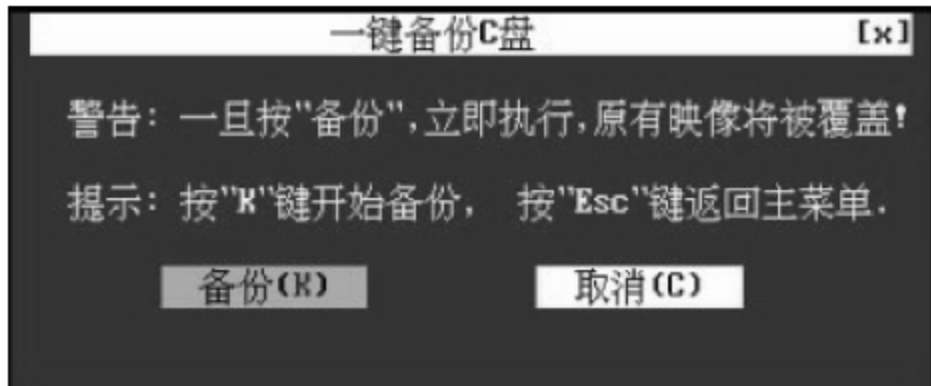 一键备份C盘 [x]
警告：一旦按"备份",立即执行,原有映像将被覆盖!
提示：按"K"键开始备份， 按"Esc"键返回主菜单.
备份(K) 取消(C)